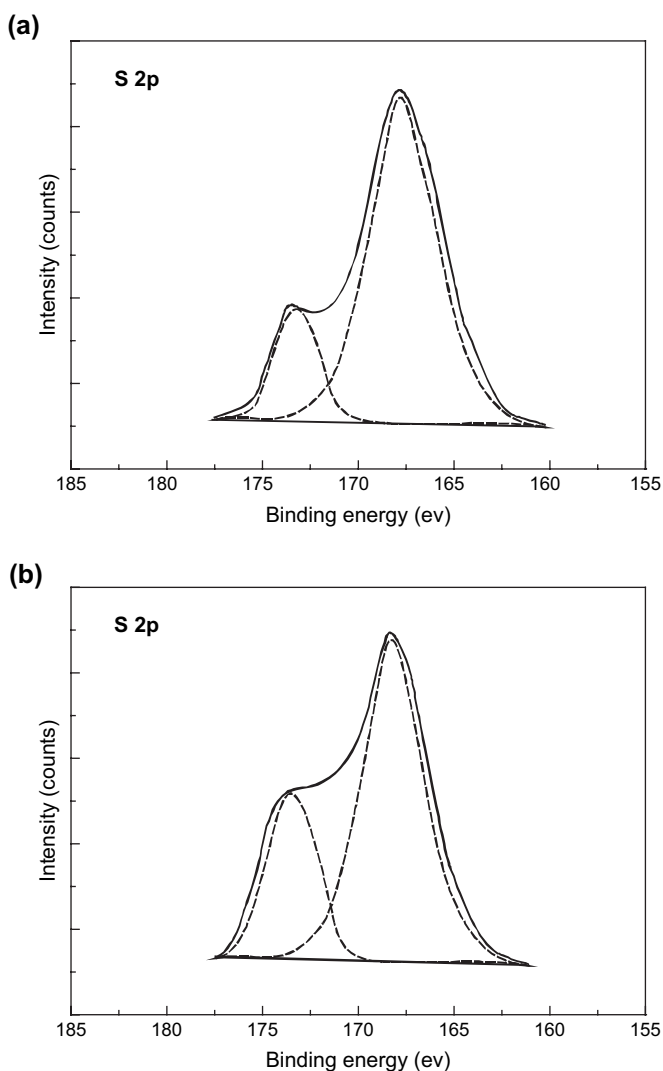 (a)
S 2p
Intensity (counts)
185 180 175 170 165 160 155
Binding energy (ev)
(b)
S 2p
Intensity (counts)
185 180 175 170 165 160 155
Binding energy (ev)